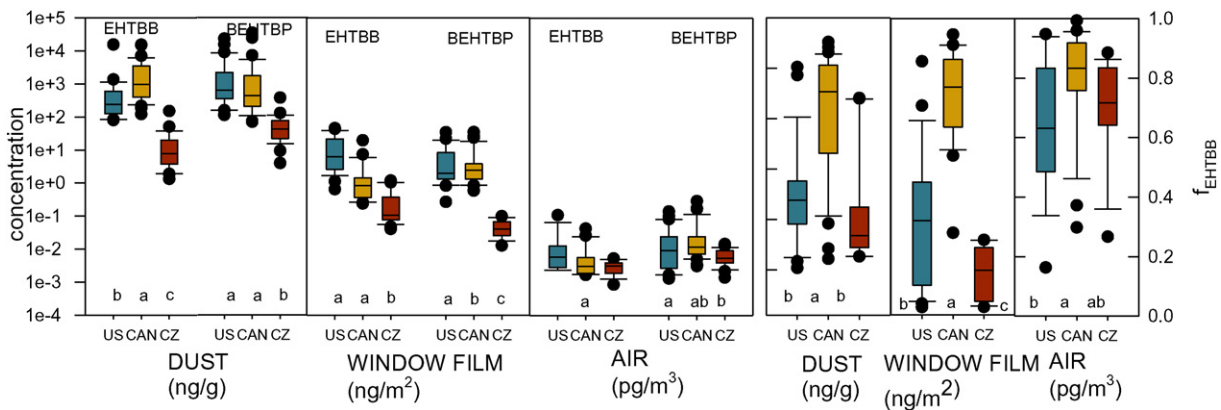 1e+5
1e+4
1e+3
1e+2
1e+1
1e+0
1e-1
1e-2
1e-3
1e-4
concentration
EHTBB BEHTBP
EHTBB BEHTBP
EHTBB BEHTBP
b a c a a b
a a b a b c
a a ab b
b a b
b a c
b a ab
US CAN CZ US CAN CZ
US CAN CZ US CAN CZ
US CAN CZ US CAN CZ
US CAN CZ
US CAN CZ
US CAN CZ
DUST
(ng/g)
WINDOW FILM
(ng/m²)
AIR
(pg/m³)
DUST
(ng/g)
WINDOW FILM
(ng/m²)
AIR
(pg/m³)
1.0
0.8
0.6
0.4
0.2
0.0
fEHTBB